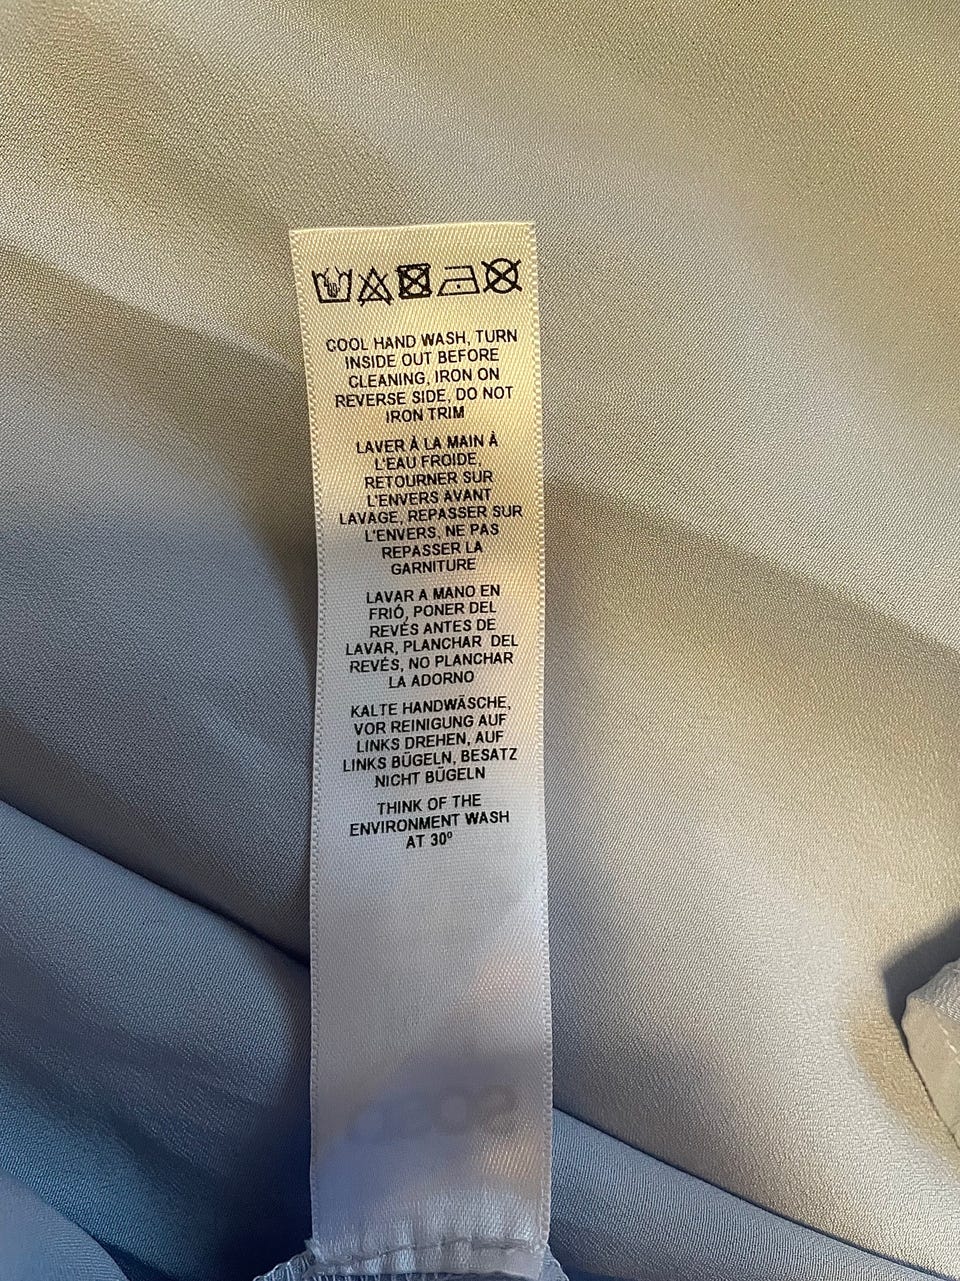 COOL HAND WASH, TURN
INSIDE OUT BEFORE
CLEANING, IRON ON
REVERSE SIDE, DO NOT
IRON TRIM
LAVER À LA MAIN À
L'EAU FROIDE,
RETOURNER SUR
L'ENVERS AVANT
LAVAGE, REPASSER SUR
L'ENVERS, NE PAS
REPASSER LA
GARNITURE
LAVAR A MANO EN
FRIÓ, PONER DEL
REVÉS ANTES DE
LAVAR, PLANCHAR DEL
REVÉS, NO PLANCHAR
LA ADORNO
KALTE HANDWÄSCHE,
VOR REINIGUNG AUF
LINKS DREHEN, AUF
LINKS BÜGELN, BESATZ
NICHT BÜGELN
THINK OF THE
ENVIRONMENT WASH
AT 30º